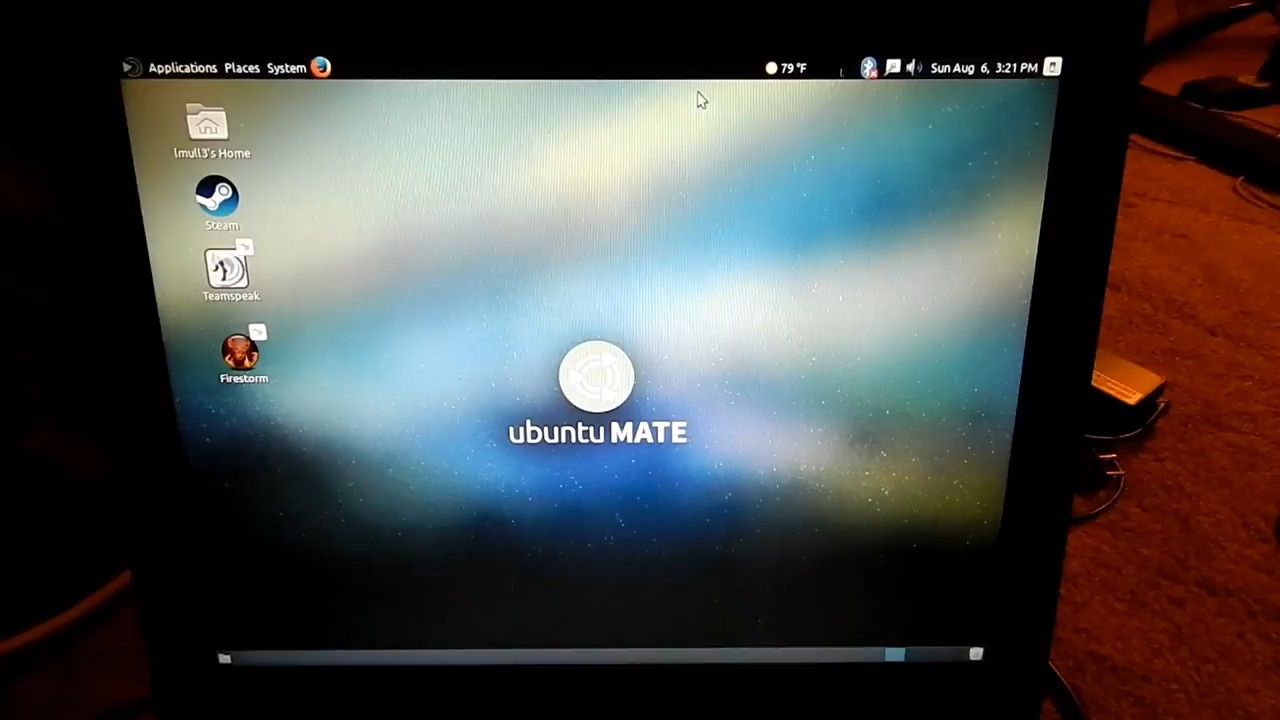 Applications Places System 79 °F Sun Aug 6, 3:21 PM
lmull3's Home
Steam
Teamspeak
Firestorm
ubuntu MATE